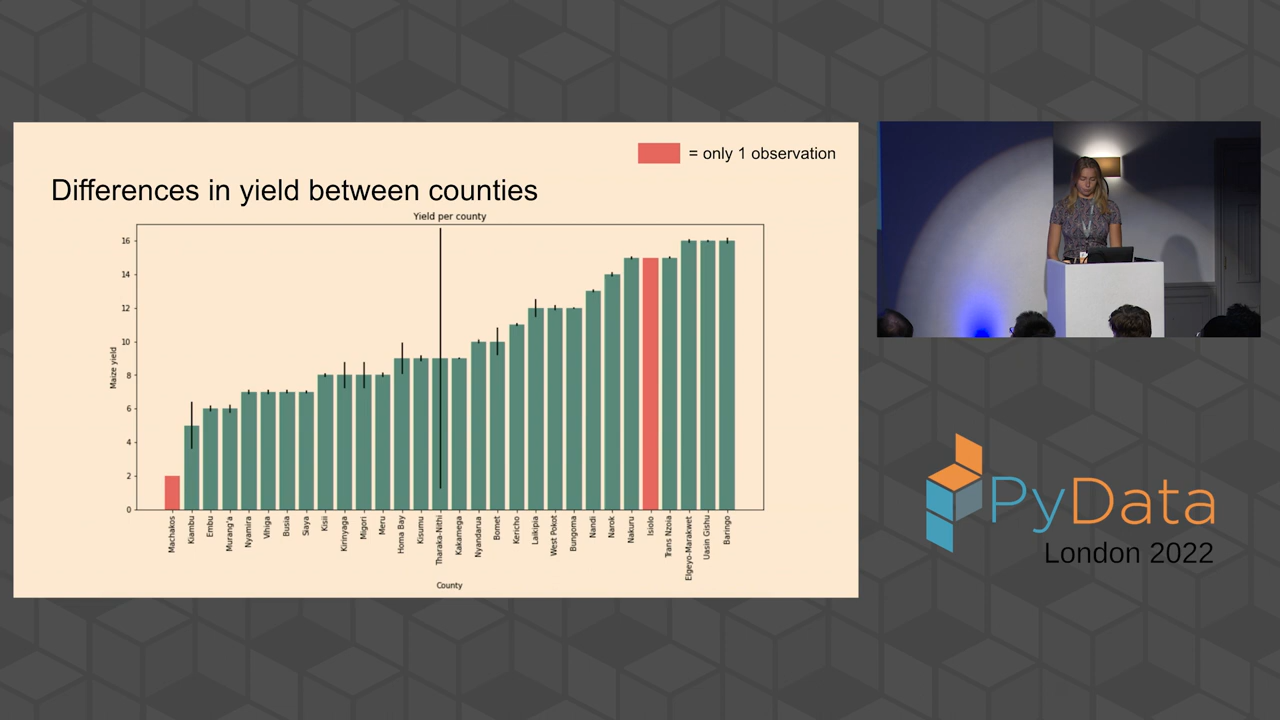 = only 1 observation
Differences in yield between counties
Yield per county
16
14
12
10
8
6
4
2
0
Maize yield
Machakos
Kiambu
Embu
Murang'a
Nyamira
Vihiga
Busia
Siaya
Kisii
Kirinyaga
Migori
Meru
Homa Bay
Kisumu
Tharaka-Nithi
Kakamega
Nyandarua
Bomet
Kericho
Laikipia
West Pokot
Bungoma
Nandi
Narok
Nakuru
Isiolo
Trans Nzoia
Elgeyo-Marakwet
Uasin Gishu
Baringo
County
PyData
London 2022